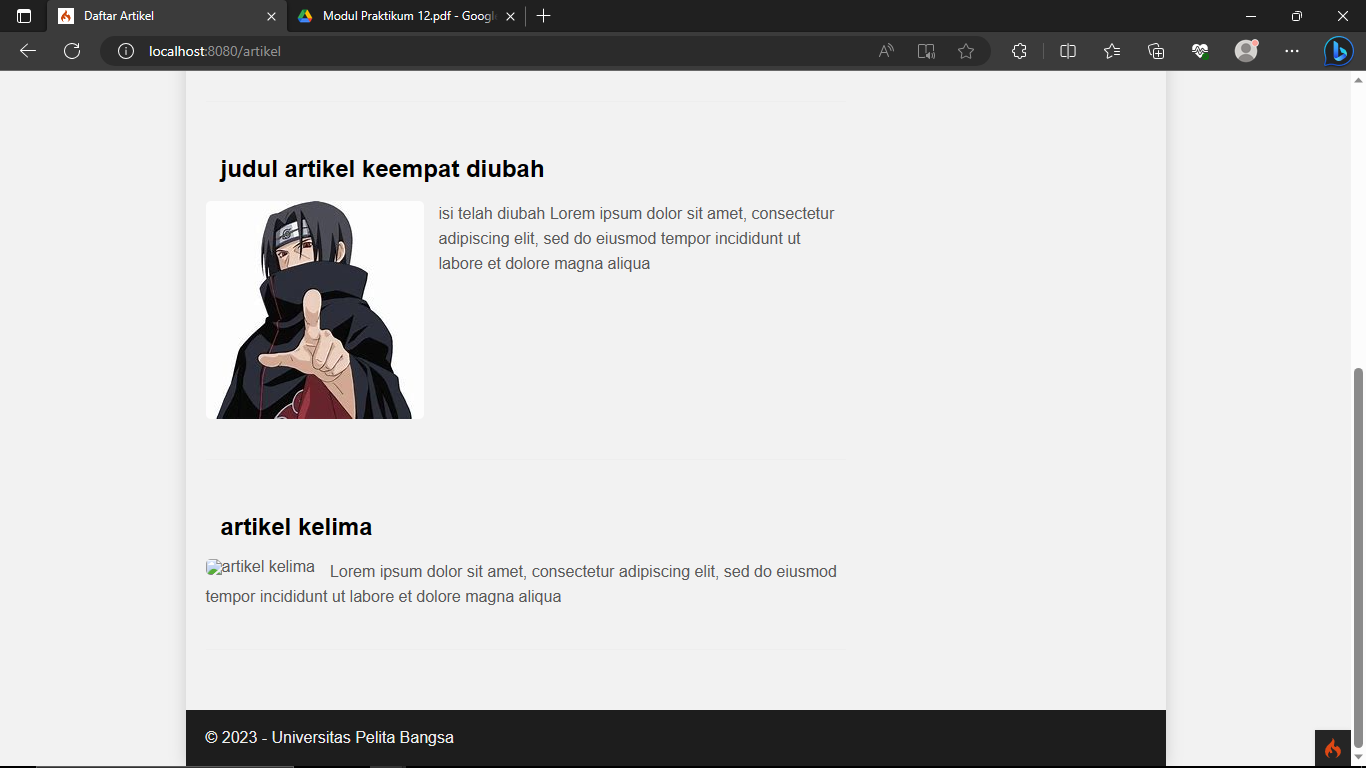 Daftar Artikel
Modul Praktikum 12.pdf - Google
localhost:8080/artikel
judul artikel keempat diubah
isi telah diubah Lorem ipsum dolor sit amet, consectetur
adipiscing elit, sed do eiusmod tempor incididunt ut
labore et dolore magna aliqua
artikel kelima
artikel kelima
Lorem ipsum dolor sit amet, consectetur adipiscing elit, sed do eiusmod
tempor incididunt ut labore et dolore magna aliqua
© 2023 - Universitas Pelita Bangsa